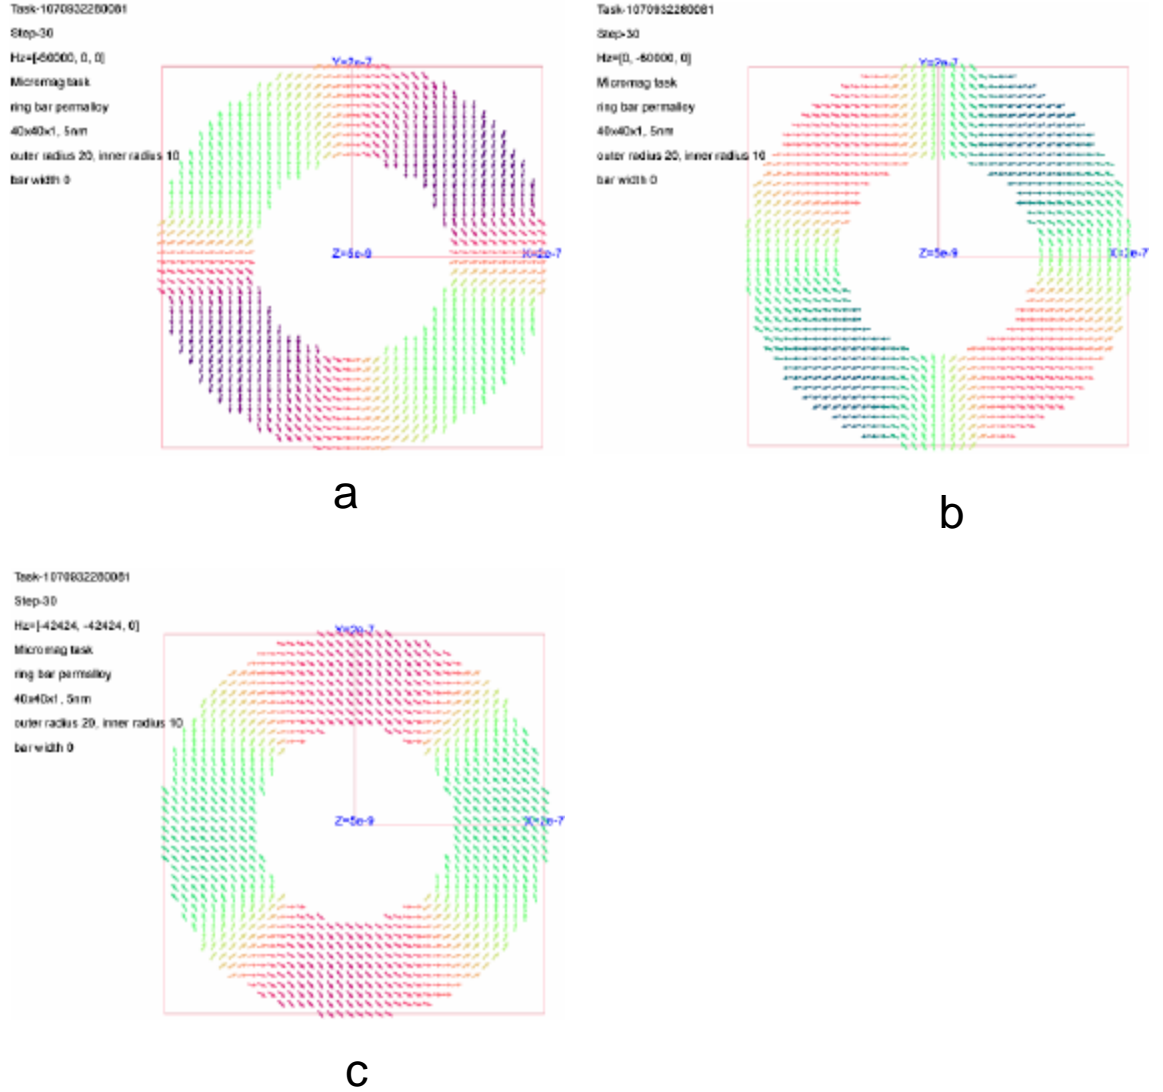 Task-1070932280081
Step-30
Hz=[-60000, 0, 0]
Micromag task
ring bar permalloy
40x40x1, 5nm
outer radius 20, inner radius 10
bar width 0
Y=2e-7
Z=5e-9
X=2e-7
a
Task-1070932280081
Step-30
Hz=[0, -60000, 0]
Micromag task
ring bar permalloy
40x40x1, 5nm
outer radius 20, inner radius 10
bar width 0
Y=2e-7
Z=5e-9
X=2e-7
b
Task-1070932280081
Step-30
Hz=[-42424, -42424, 0]
Micromag task
ring bar permalloy
40x40x1, 5nm
outer radius 20, inner radius 10
bar width 0
Y=2e-7
Z=5e-9
X=2e-7
c